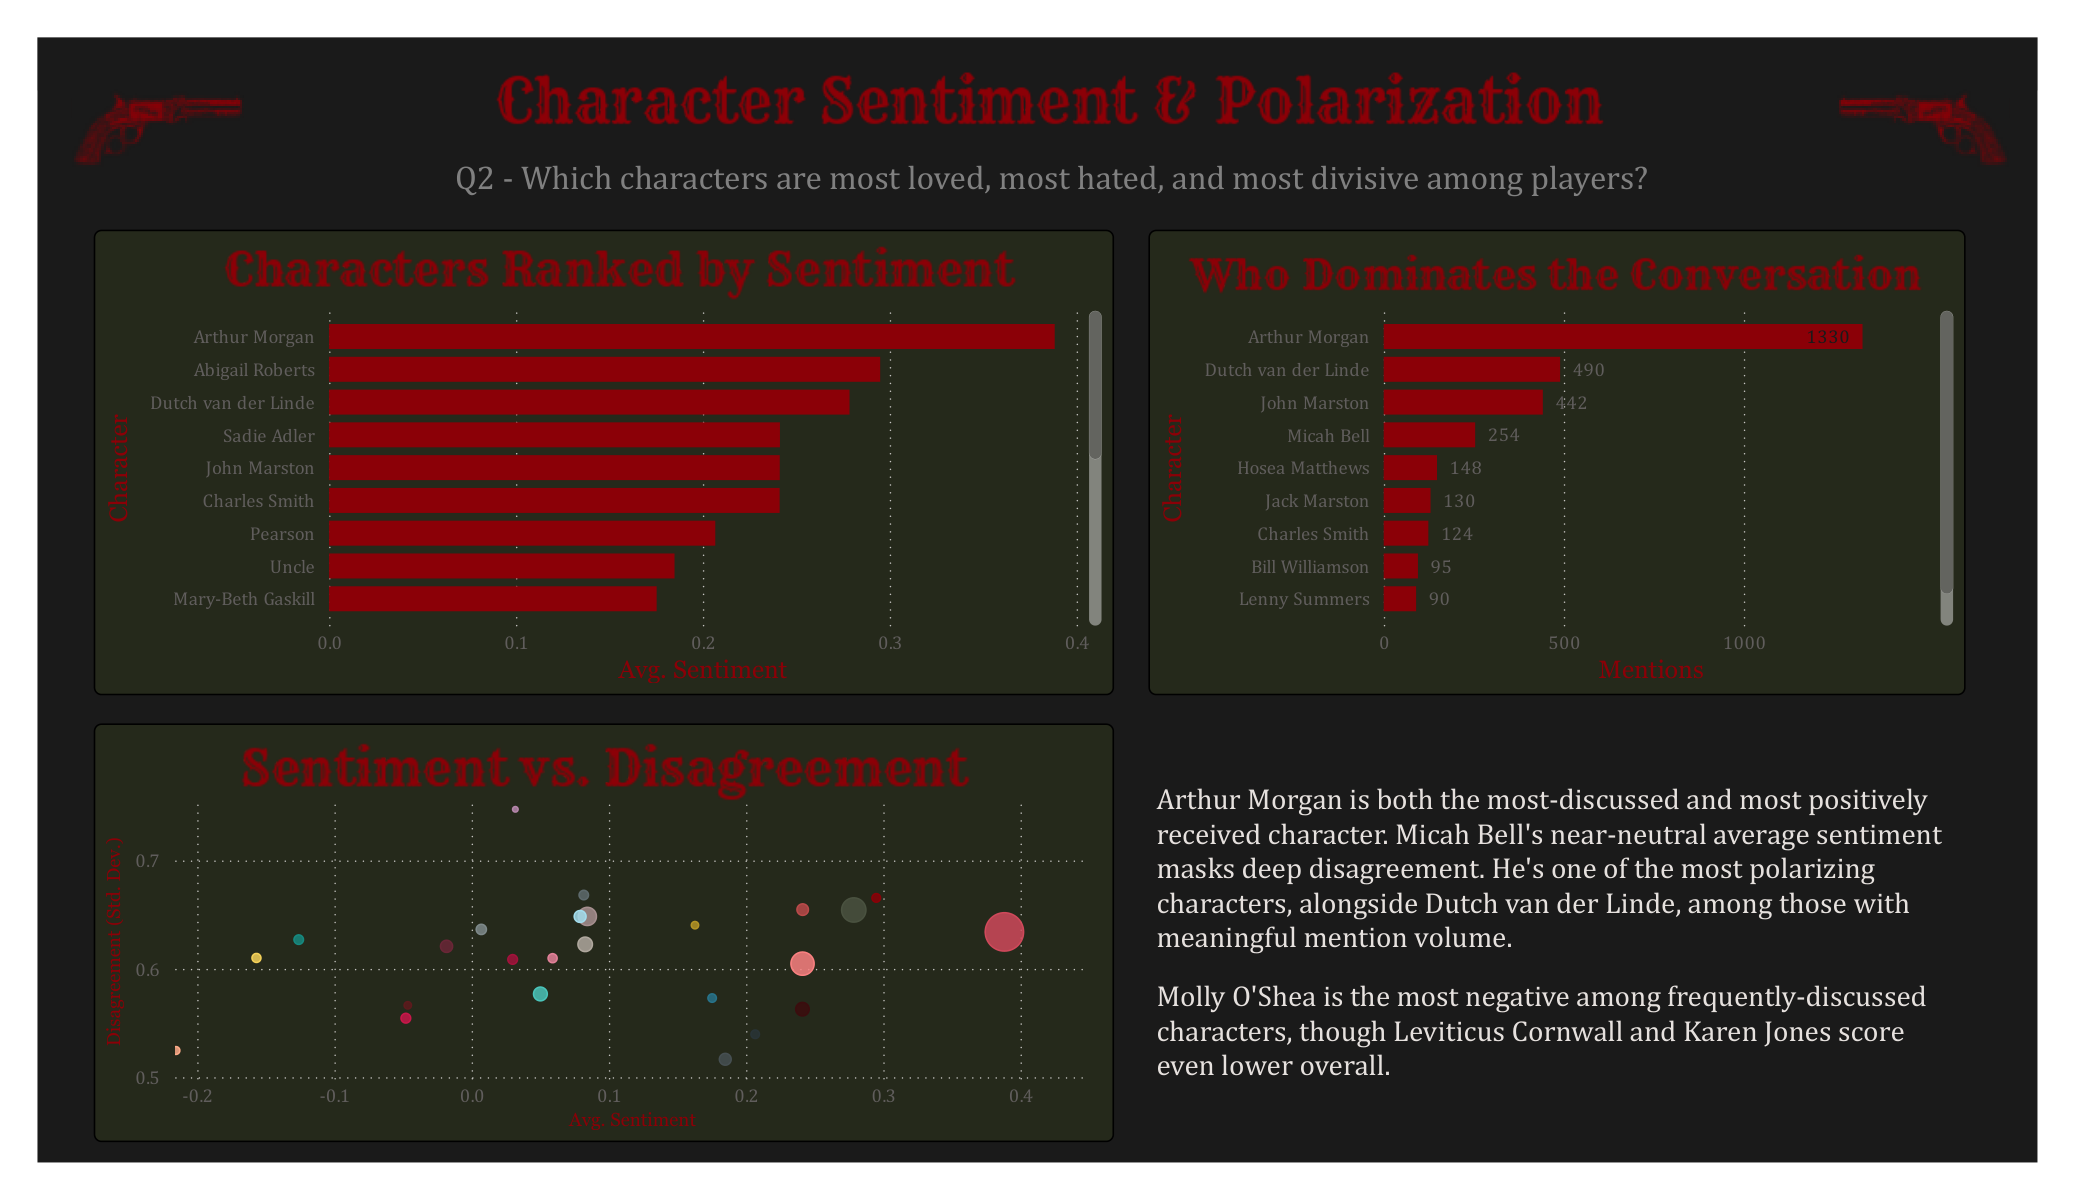 Character Sentiment & Polarization
Q2 - Which characters are most loved, most hated, and most divisive among players?
Characters Ranked by Sentiment
Character
Arthur Morgan
Abigail Roberts
Dutch van der Linde
Sadie Adler
John Marston
Charles Smith
Pearson
Uncle
Mary-Beth Gaskill
0.0 0.1 0.2 0.3 0.4
Avg. Sentiment
Who Dominates the Conversation
Character
Arthur Morgan 1330
Dutch van der Linde 490
John Marston 442
Micah Bell 254
Hosea Matthews 148
Jack Marston 130
Charles Smith 124
Bill Williamson 95
Lenny Summers 90
0 500 1000
Mentions
Sentiment vs. Disagreement
Disagreement (Std. Dev.)
0.7
0.6
0.5
-0.2 -0.1 0.0 0.1 0.2 0.3 0.4
Avg. Sentiment
Arthur Morgan is both the most-discussed and most positively
received character. Micah Bell's near-neutral average sentiment
masks deep disagreement. He's one of the most polarizing
characters, alongside Dutch van der Linde, among those with
meaningful mention volume.
Molly O'Shea is the most negative among frequently-discussed
characters, though Leviticus Cornwall and Karen Jones score
even lower overall.